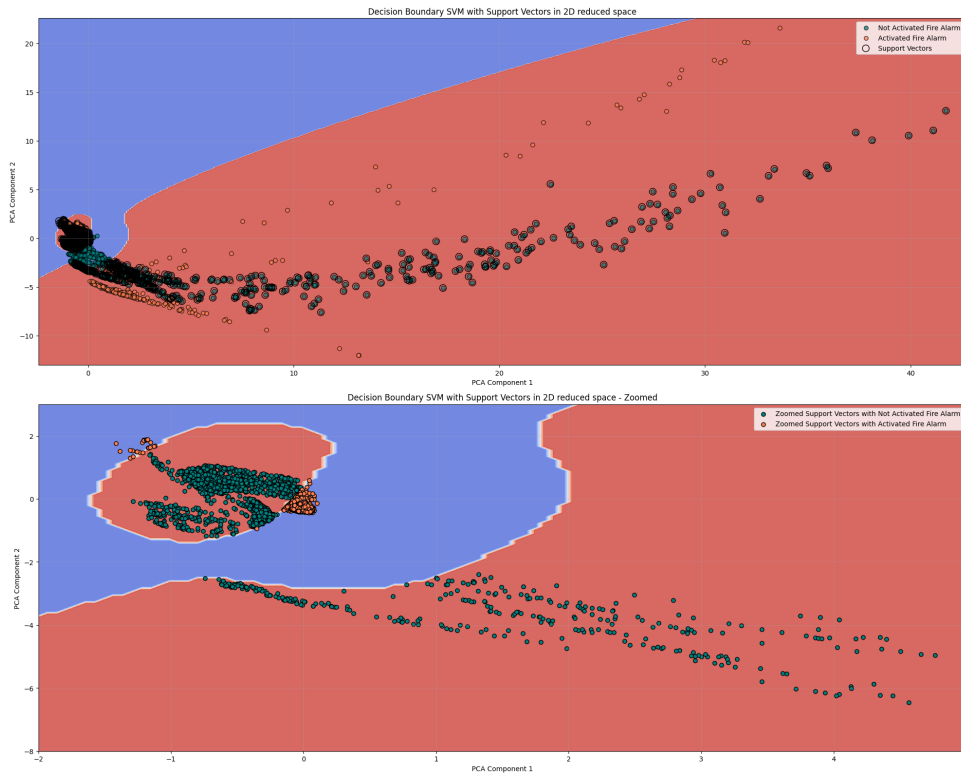 Decision Boundary SVM with Support Vectors in 2D reduced space
Not Activated Fire Alarm
Activated Fire Alarm
Support Vectors
PCA Component 2
20
15
10
5
0
−5
−10
0
10
20
30
40
PCA Component 1
Decision Boundary SVM with Support Vectors in 2D reduced space - Zoomed
Zoomed Support Vectors with Not Activated Fire Alarm
Zoomed Support Vectors with Activated Fire Alarm
PCA Component 2
2
0
−2
−4
−6
−8
−2
−1
0
1
2
3
4
PCA Component 1